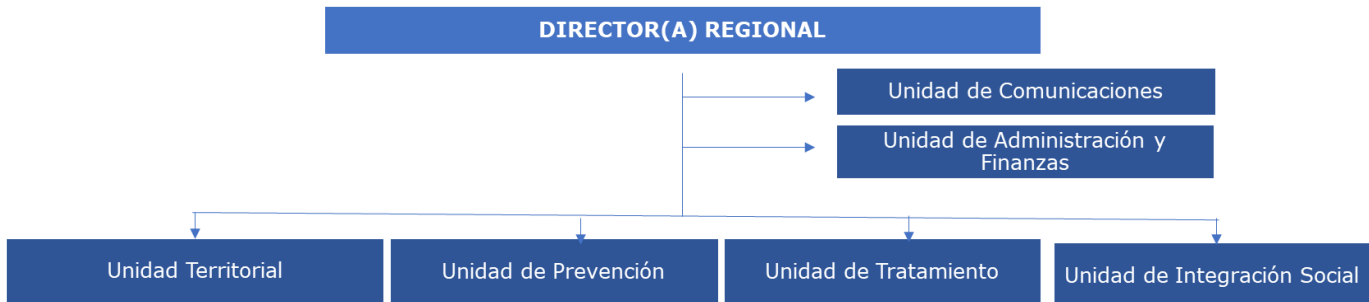 DIRECTOR(A) REGIONAL
Unidad de Comunicaciones
Unidad de Administración y
Finanzas
Unidad Territorial
Unidad de Prevención
Unidad de Tratamiento
Unidad de Integración Social